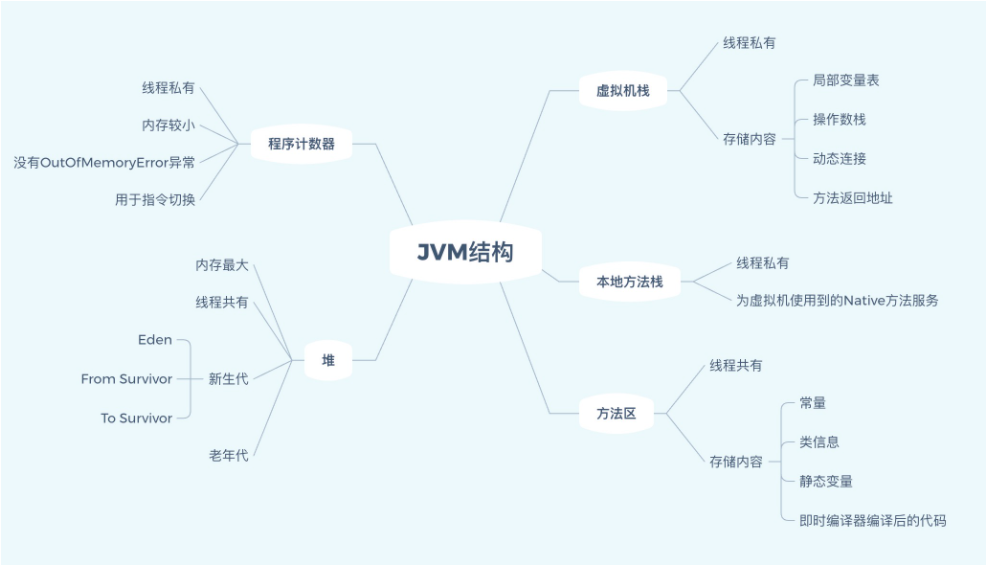 JVM结构
程序计数器
线程私有
内存较小
没有OutOfMemoryError异常
用于指令切换
堆
内存最大
线程共有
新生代
Eden
From Survivor
To Survivor
老年代
虚拟机栈
线程私有
存储内容
局部变量表
操作数栈
动态连接
方法返回地址
本地方法栈
线程私有
为虚拟机使用到的Native方法服务
方法区
线程共有
存储内容
常量
类信息
静态变量
即时编译器编译后的代码